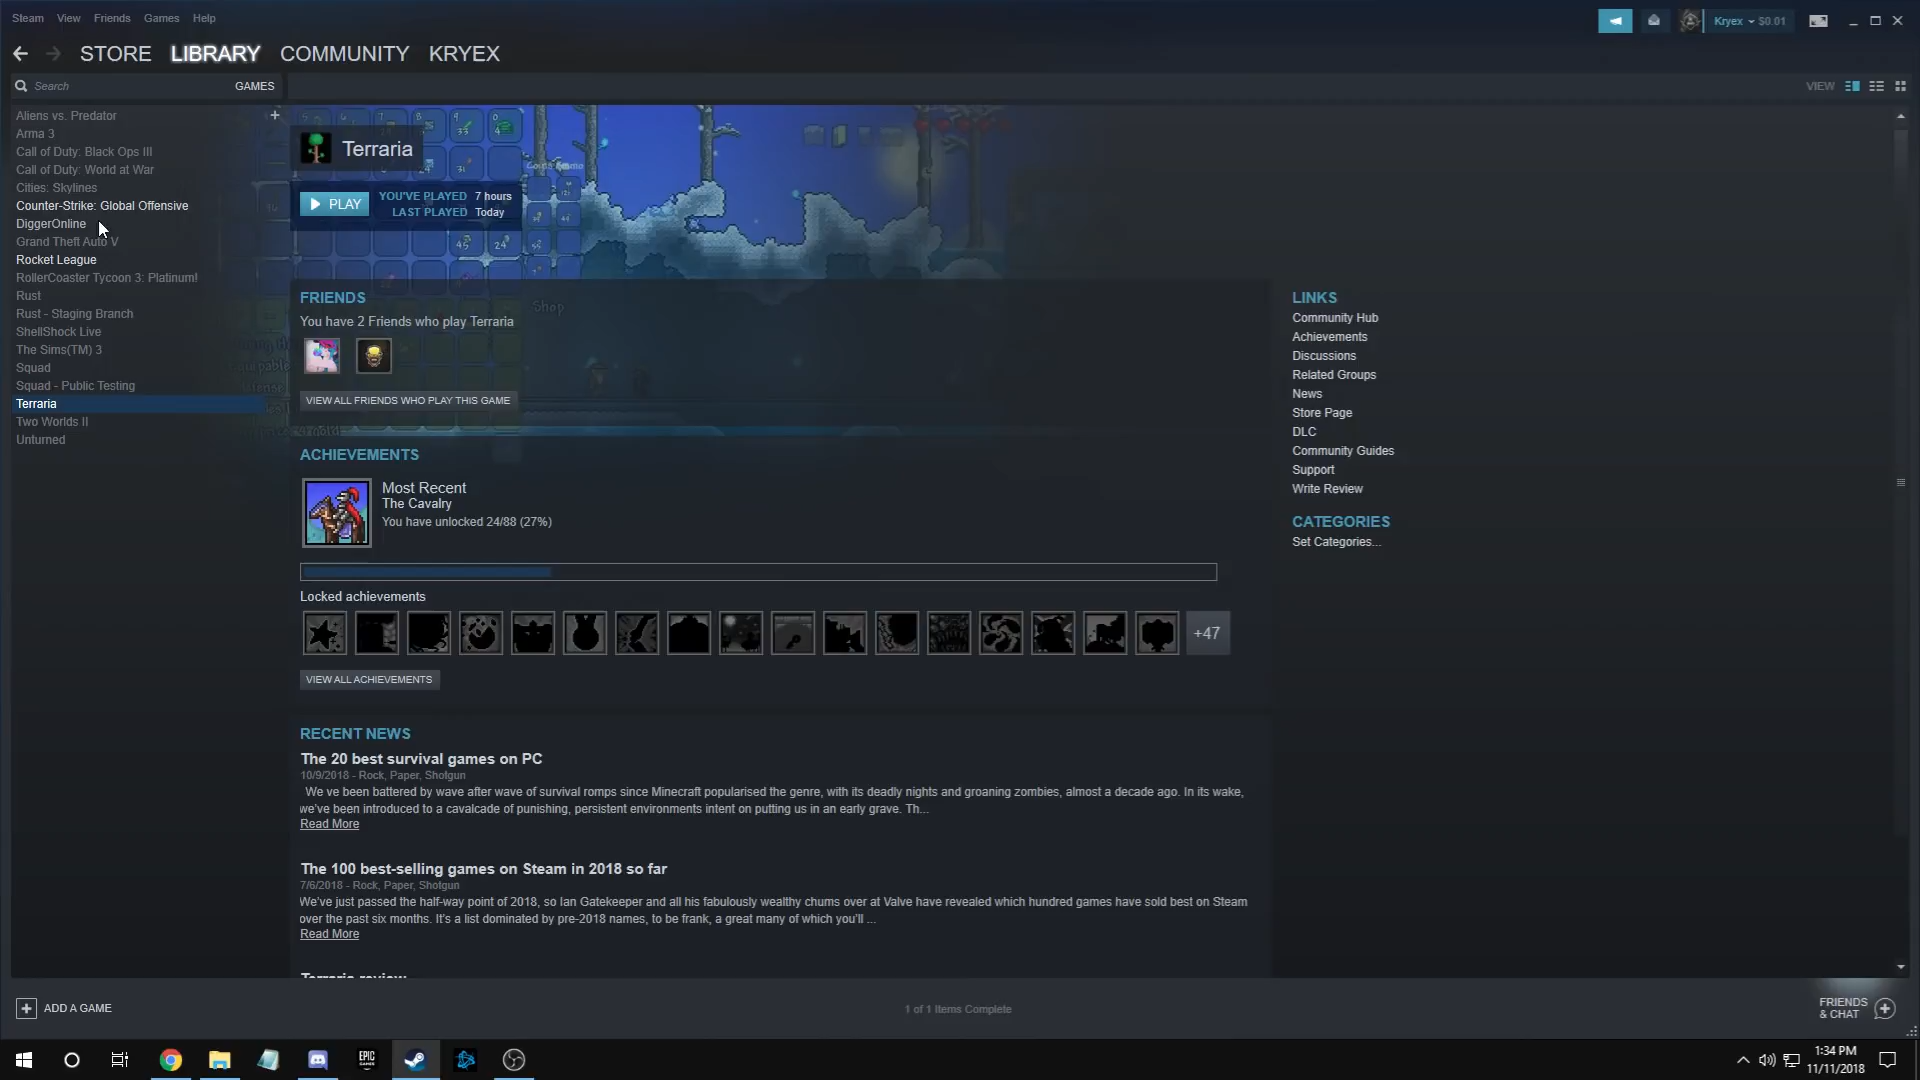 Steam View Friends Games Help
Kryex $0.01
STORE LIBRARY COMMUNITY KRYEX
Search GAMES
VIEW
Aliens vs. Predator
Arma 3
Call of Duty: Black Ops III
Call of Duty: World at War
Cities: Skylines
Counter-Strike: Global Offensive
DiggerOnline
Grand Theft Auto V
Rocket League
RollerCoaster Tycoon 3: Platinum!
Rust
Rust - Staging Branch
ShellShock Live
The Sims(TM) 3
Squad
Squad - Public Testing
Terraria
Two Worlds II
Unturned
Terraria
PLAY
YOU'VE PLAYED 7 hours
LAST PLAYED Today
Shop
FRIENDS
You have 2 Friends who play Terraria
VIEW ALL FRIENDS WHO PLAY THIS GAME
ACHIEVEMENTS
Most Recent
The Cavalry
You have unlocked 24/88 (27%)
Locked achievements
+47
VIEW ALL ACHIEVEMENTS
RECENT NEWS
The 20 best survival games on PC
10/9/2018 - Rock, Paper, Shotgun
We ve been battered by wave after wave of survival romps since Minecraft popularised the genre, with its deadly nights and groaning zombies, almost a decade ago. In its wake,
we've been introduced to a cavalcade of punishing, persistent environments intent on putting us in an early grave. Th...
Read More
The 100 best-selling games on Steam in 2018 so far
7/6/2018 - Rock, Paper, Shotgun
We've just passed the half-way point of 2018, so Ian Gatekeeper and all his fabulously wealthy chums over at Valve have revealed which hundred games have sold best on Steam
over the past six months. It's a list dominated by pre-2018 names, to be frank, a great many of which you'll ...
Read More
Terraria review
LINKS
Community Hub
Achievements
Discussions
Related Groups
News
Store Page
DLC
Community Guides
Support
Write Review
CATEGORIES
Set Categories...
ADD A GAME
1 of 1 Items Complete
FRIENDS
& CHAT
EPIC
GAMES
1:34 PM
11/11/2018